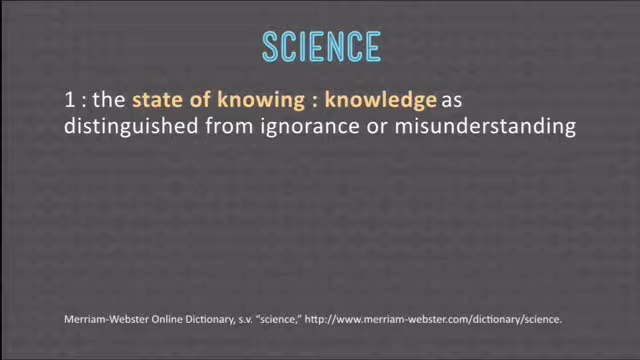 SCIENCE
1 : the state of knowing : knowledge as
distinguished from ignorance or misunderstanding
Merriam-Webster Online Dictionary, s.v. “science,” http://www.merriam-webster.com/dictionary/science.